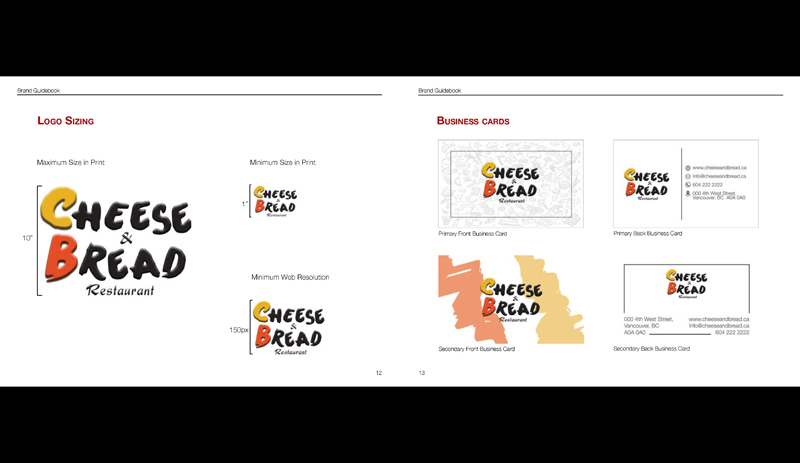 Brand Guidebook
LOGO SIZING
Maximum Size in Print
10"
CHEESE
&
BREAD
Restaurant
Minimum Size in Print
1"
CHEESE
&
BREAD
Restaurant
Minimum Web Resolution
150px
CHEESE
&
BREAD
Restaurant
12
Brand Guidebook
BUSINESS CARDS
CHEESE
&
BREAD
Restaurant
Primary Front Business Card
CHEESE
&
BREAD
Restaurant
www.cheeseandbread.ca
info@cheeseandbread.ca
604 222 2222
000 4th West Street,
Vancouver, BC A0A 0A0
Primary Back Business Card
CHEESE
&
BREAD
Restaurant
Secondary Front Business Card
CHEESE
&
BREAD
Restaurant
000 4th West Street,
Vancouver, BC
A0A 0A0
www.cheeseandbread.ca
info@cheeseandbread.ca
604 222 2222
Secondary Back Business Card
13